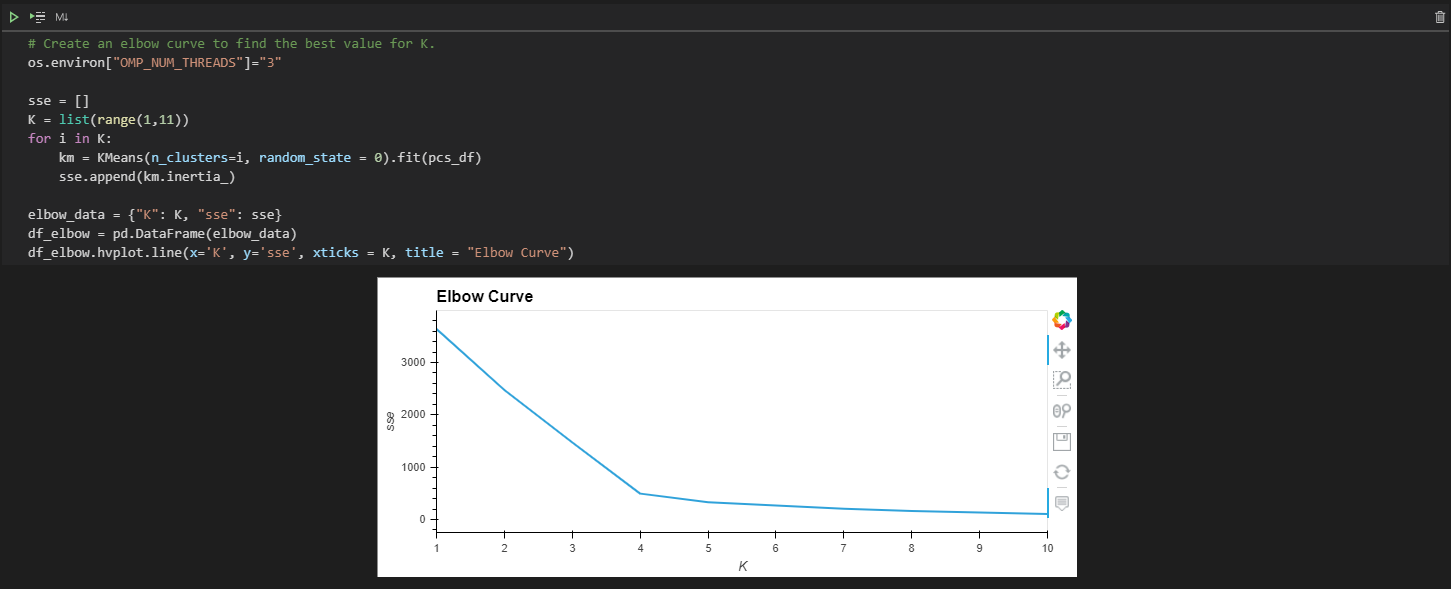 M↓
# Create an elbow curve to find the best value for K.
os.environ["OMP_NUM_THREADS"]="3"
sse = []
K = list(range(1,11))
for i in K:
    km = KMeans(n_clusters=i, random_state = 0).fit(pcs_df)
    sse.append(km.inertia_)
elbow_data = {"K": K, "sse": sse}
df_elbow = pd.DataFrame(elbow_data)
df_elbow.hvplot.line(x='K', y='sse', xticks = K, title = "Elbow Curve")
Elbow Curve
3000
2000
1000
0
sse
1 2 3 4 5 6 7 8 9 10
K